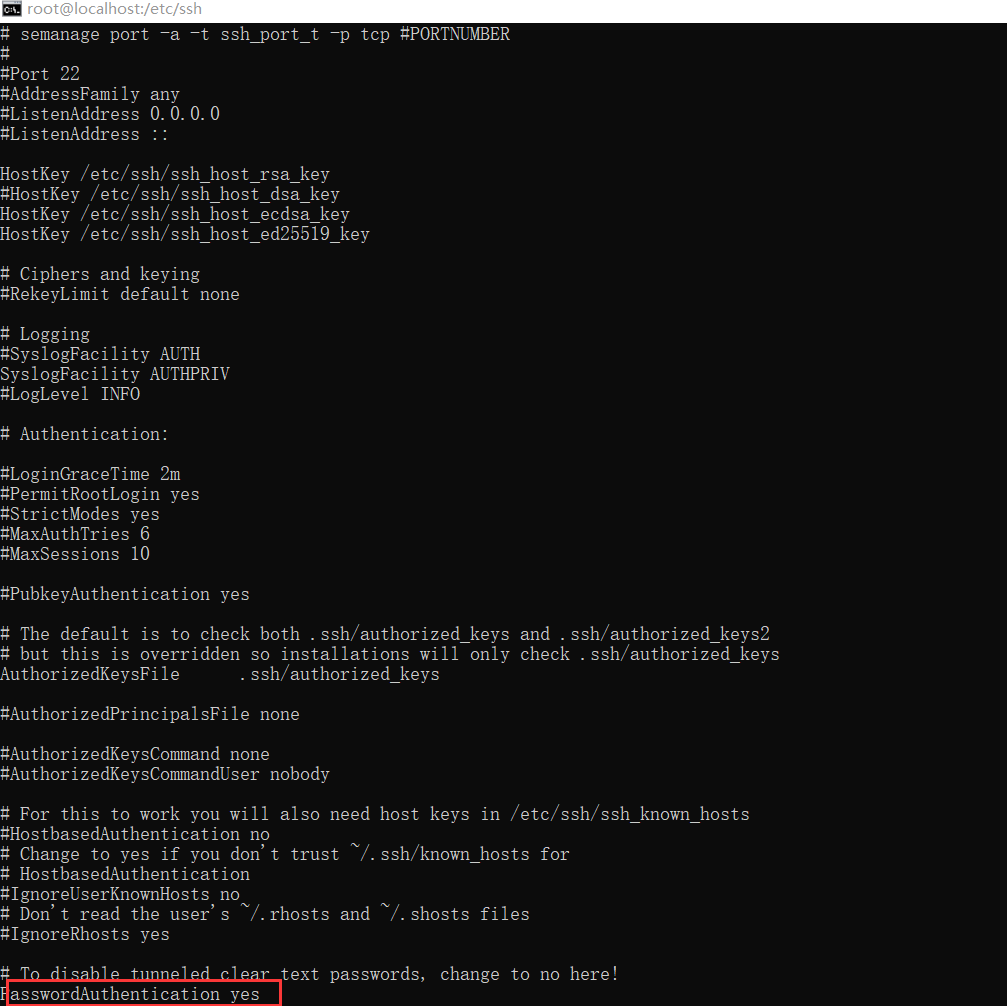 root@localhost:/etc/ssh
# semanage port -a -t ssh_port_t -p tcp #PORTNUMBER
#
#Port 22
#AddressFamily any
#ListenAddress 0.0.0.0
#ListenAddress ::
HostKey /etc/ssh/ssh_host_rsa_key
#HostKey /etc/ssh/ssh_host_dsa_key
HostKey /etc/ssh/ssh_host_ecdsa_key
HostKey /etc/ssh/ssh_host_ed25519_key
# Ciphers and keying
#RekeyLimit default none
# Logging
#SyslogFacility AUTH
SyslogFacility AUTHPRIV
#LogLevel INFO
# Authentication:
#LoginGraceTime 2m
#PermitRootLogin yes
#StrictModes yes
#MaxAuthTries 6
#MaxSessions 10
#PubkeyAuthentication yes
# The default is to check both .ssh/authorized_keys and .ssh/authorized_keys2
# but this is overridden so installations will only check .ssh/authorized_keys
AuthorizedKeysFile      .ssh/authorized_keys
#AuthorizedPrincipalsFile none
#AuthorizedKeysCommand none
#AuthorizedKeysCommandUser nobody
# For this to work you will also need host keys in /etc/ssh/ssh_known_hosts
#HostbasedAuthentication no
# Change to yes if you don't trust ~/.ssh/known_hosts for
# HostbasedAuthentication
#IgnoreUserKnownHosts no
# Don't read the user's ~/.rhosts and ~/.shosts files
#IgnoreRhosts yes
# To disable tunneled clear text passwords, change to no here!
PasswordAuthentication yes